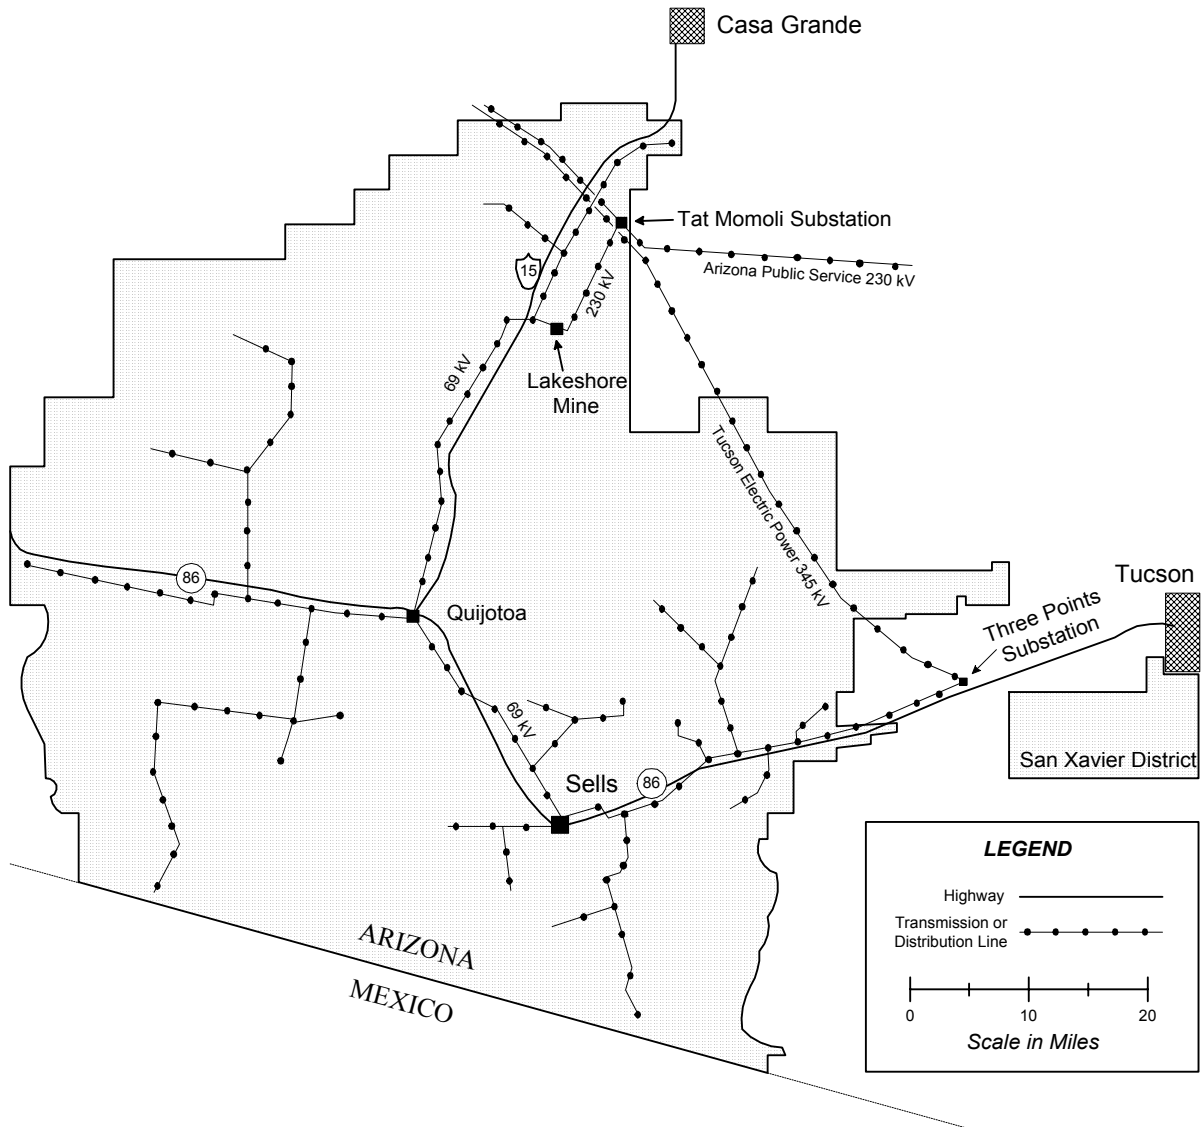 Casa Grande
Tat Momoli Substation
Arizona Public Service 230 kV
15
230 kV
69 kV
Lakeshore
Mine
Tucson Electric Power 345 kV
86
Quijotoa
Tucson
Three Points
Substation
69 kV
San Xavier District
Sells
86
ARIZONA
MEXICO
LEGEND
Highway
Transmission or
Distribution Line
0 10 20
Scale in Miles